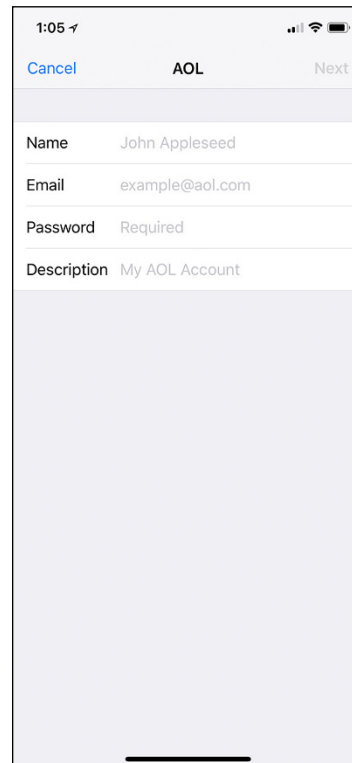 1:05
Cancel AOL Next
Name John Appleseed
Email example@aol.com
Password Required
Description My AOL Account